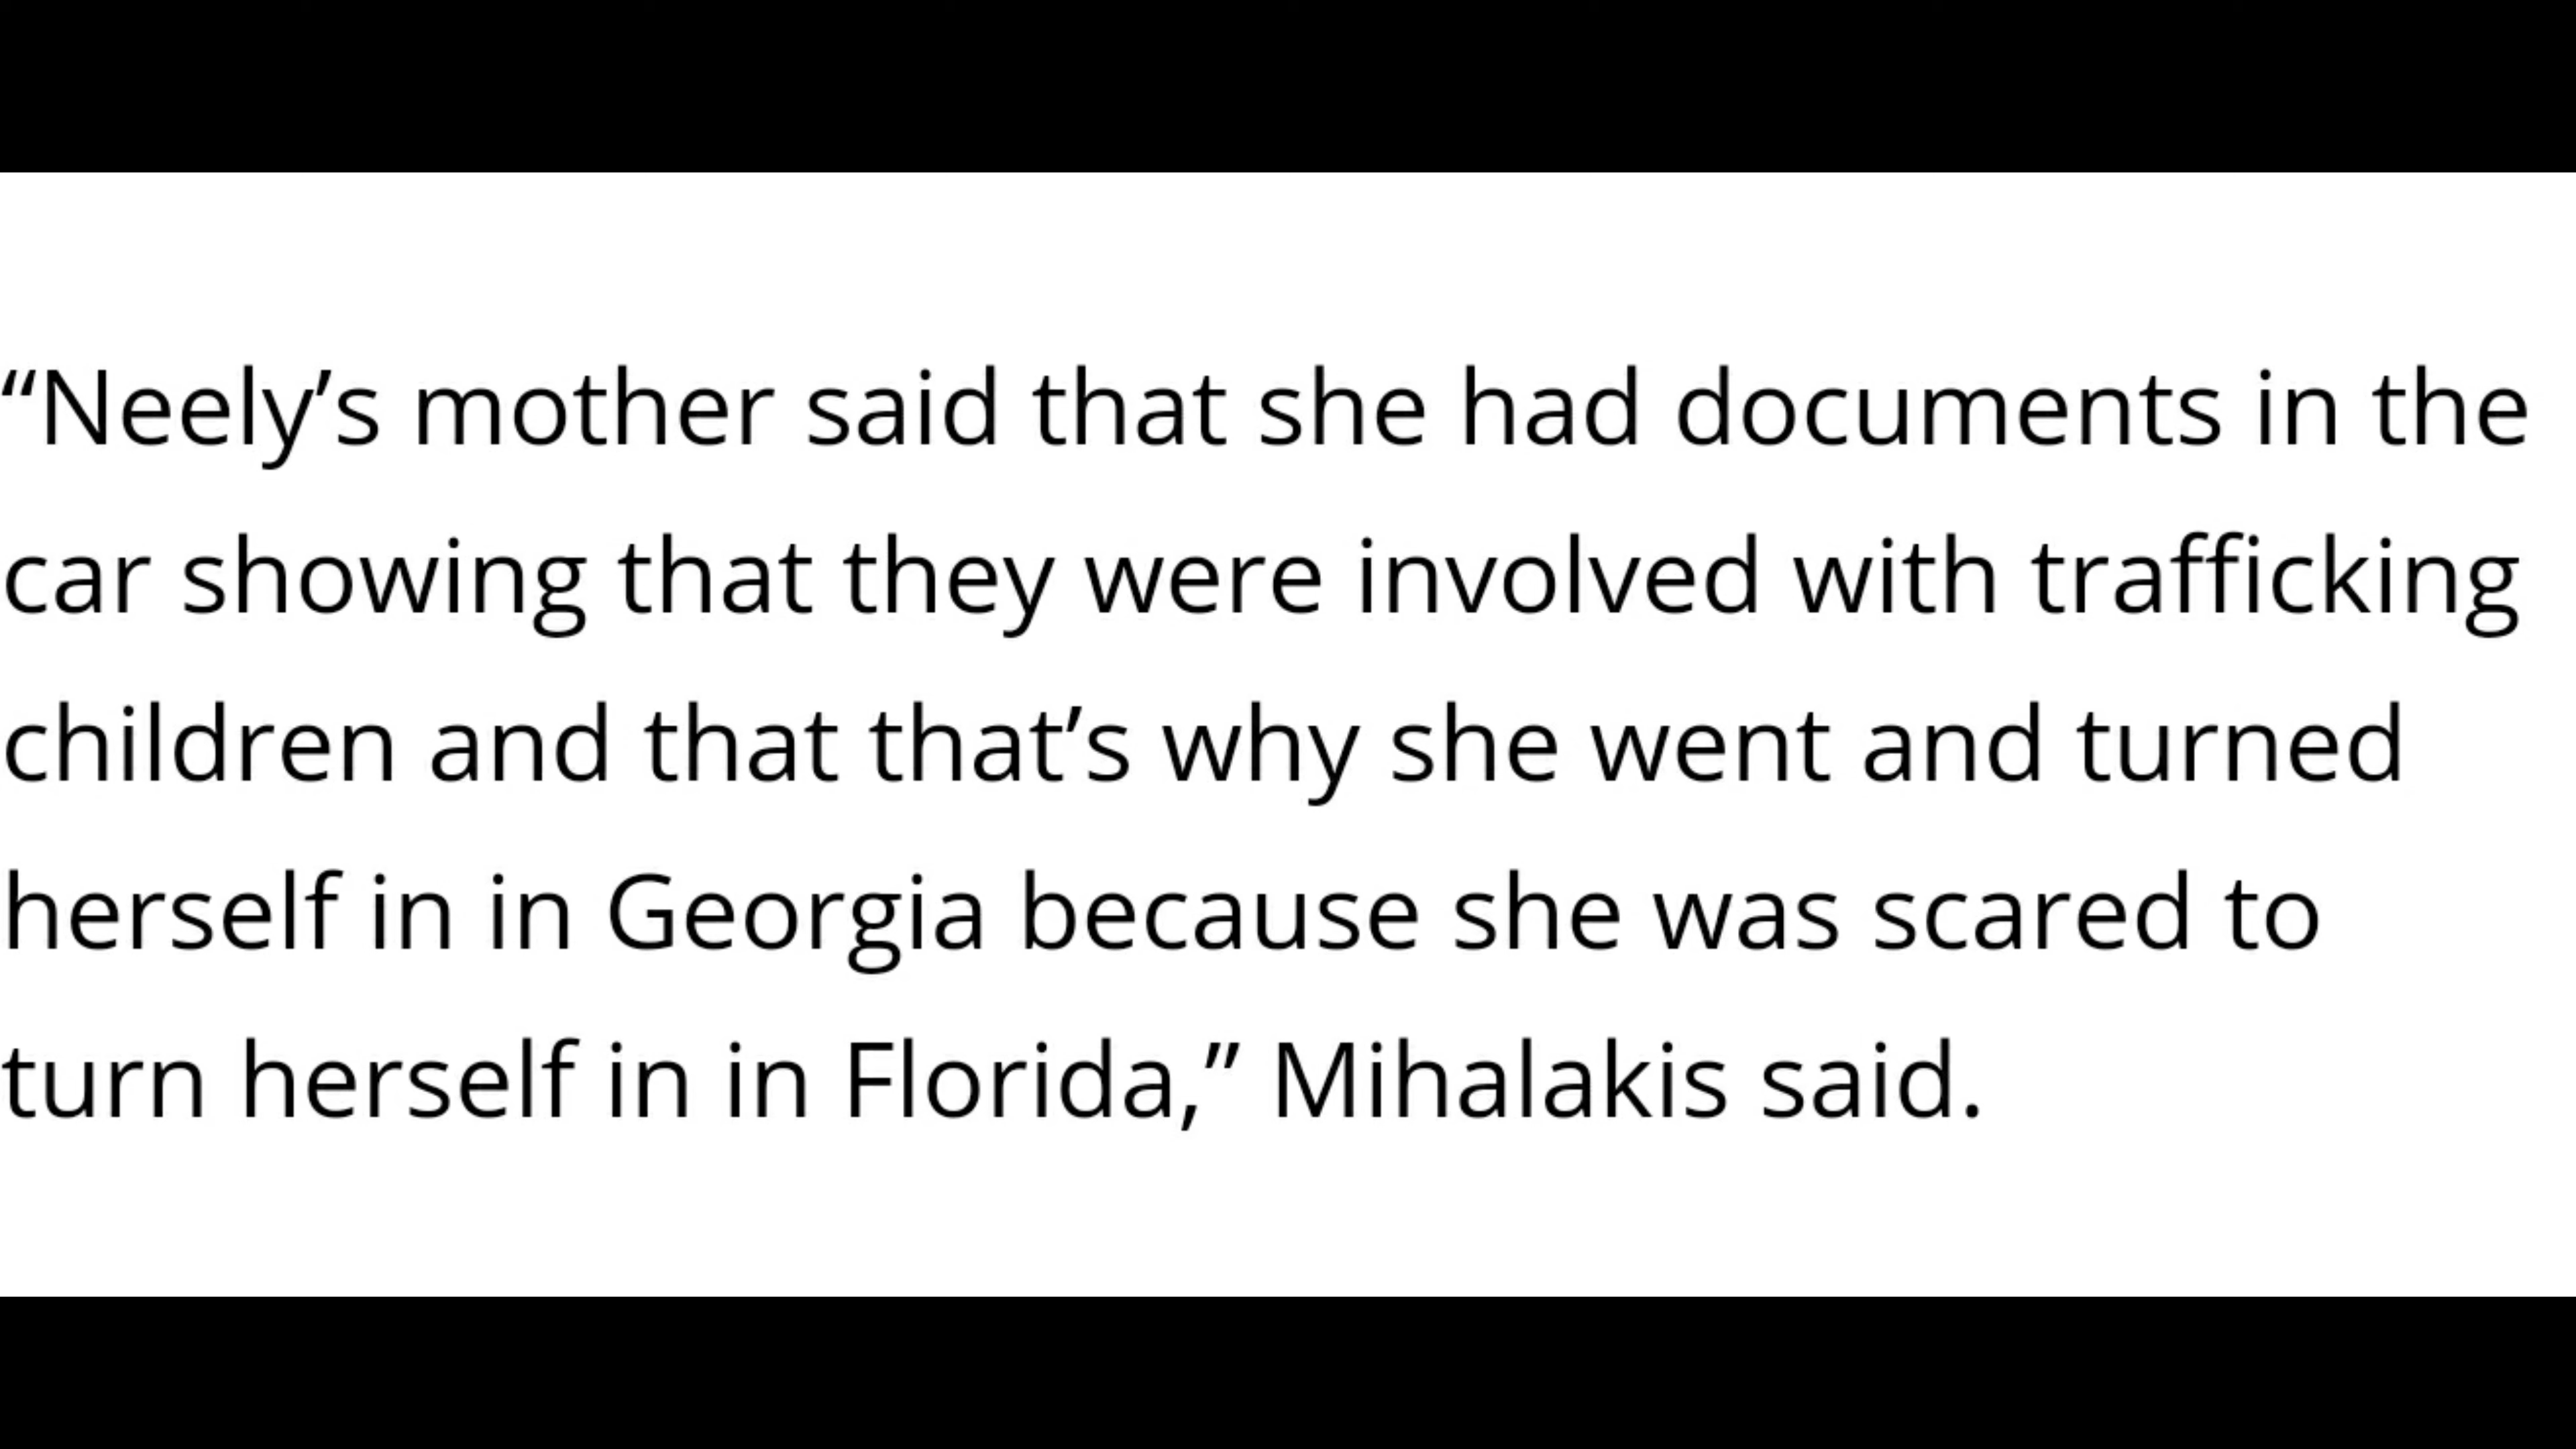 “Neely’s mother said that she had documents in the
car showing that they were involved with trafficking
children and that that’s why she went and turned
herself in in Georgia because she was scared to
turn herself in in Florida,” Mihalakis said.